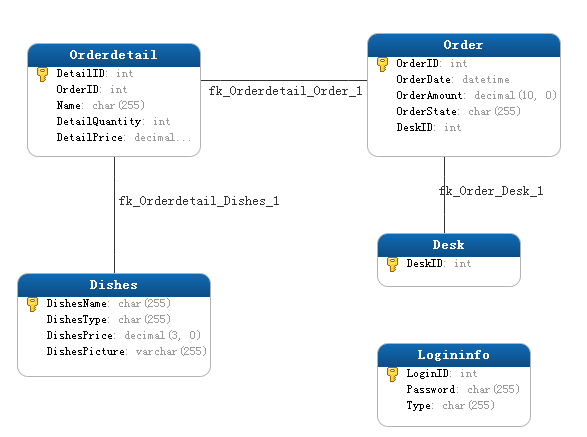 Orderdetail
DetailID: int
OrderID: int
Name: char(255)
DetailQuantity: int
DetailPrice: decimal...
fk_Orderdetail_Order_1
Order
OrderID: int
OrderDate: datetime
OrderAmount: decimal(10, 0)
OrderState: char(255)
DeskID: int
fk_Orderdetail_Dishes_1
fk_Order_Desk_1
Desk
DeskID: int
Dishes
DishesName: char(255)
DishesType: char(255)
DishesPrice: decimal(3, 0)
DishesPicture: varchar(255)
Logininfo
LoginID: int
Password: char(255)
Type: char(255)